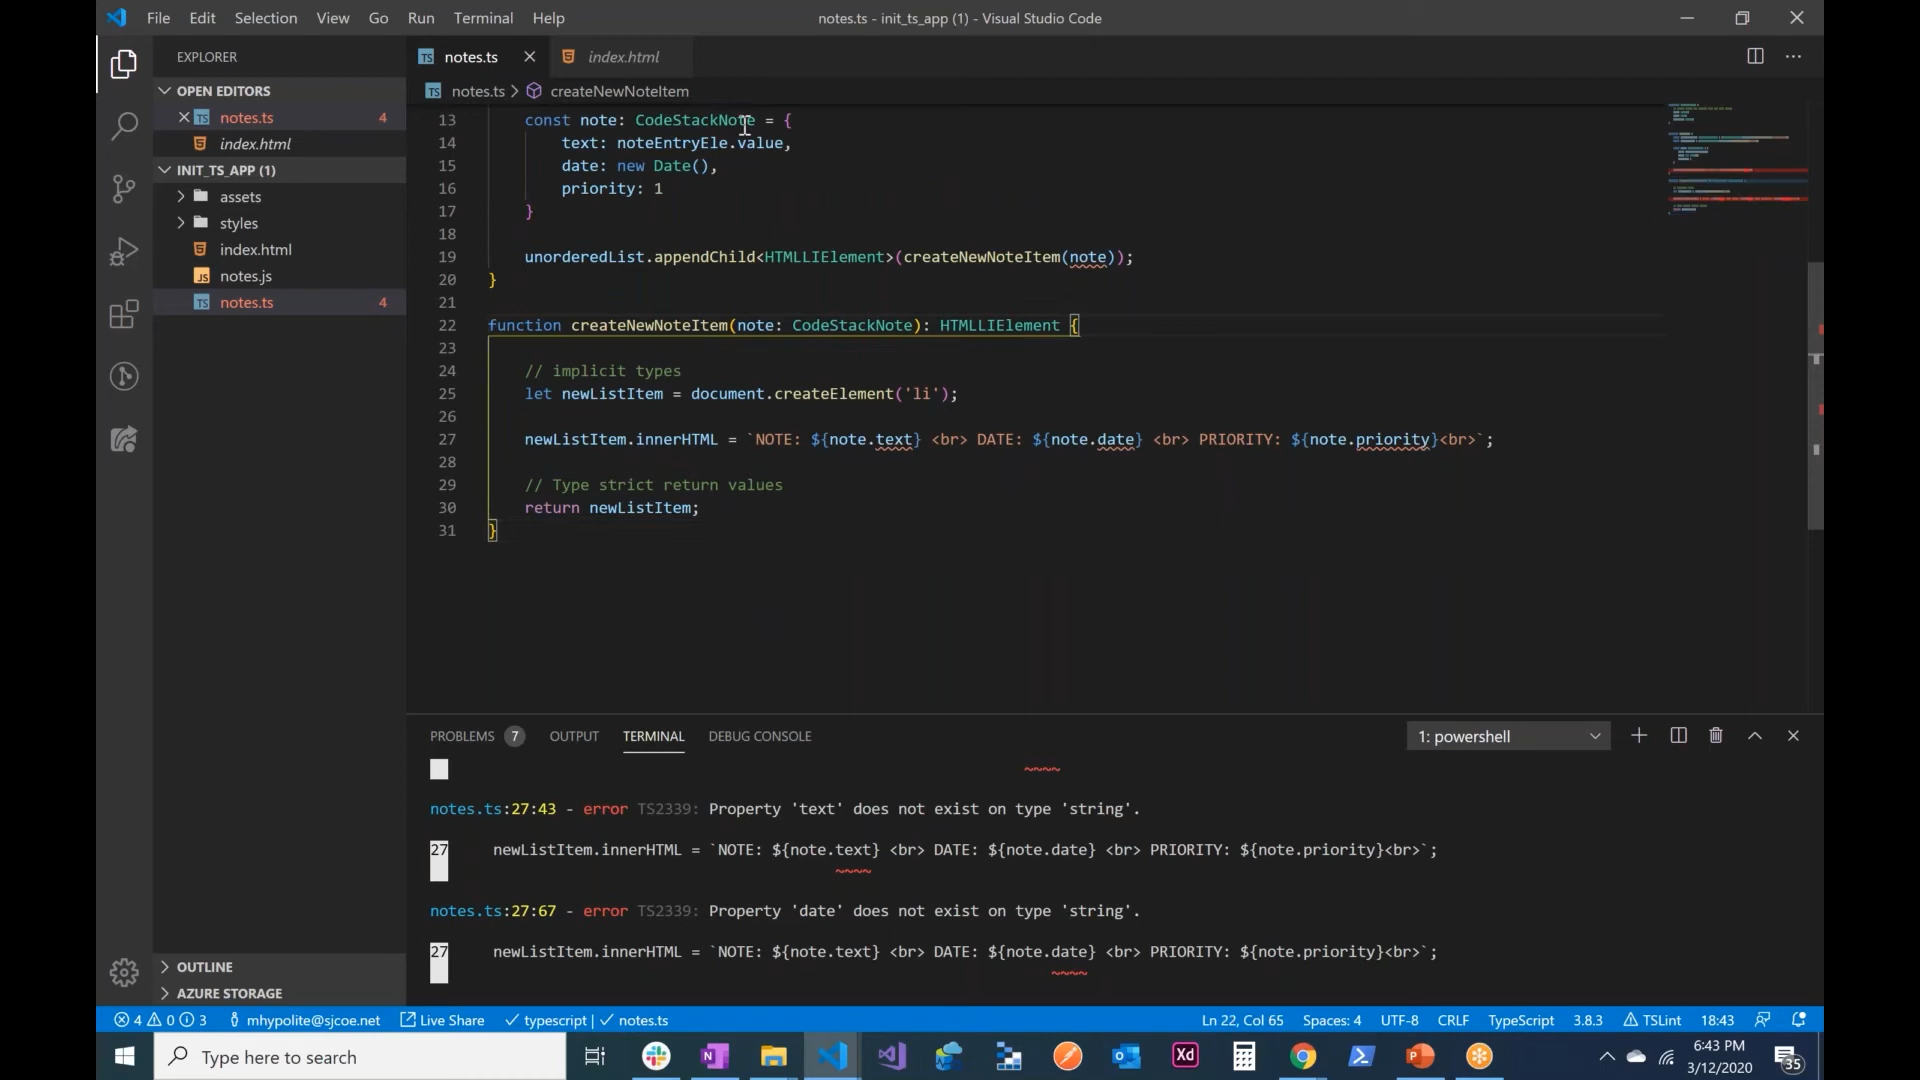 File Edit Selection View Go Run Terminal Help
notes.ts - init_ts_app (1) - Visual Studio Code
EXPLORER
OPEN EDITORS
TS notes.ts 4
index.html
INIT_TS_APP (1)
assets
styles
index.html
JS notes.js
TS notes.ts 4
OUTLINE
AZURE STORAGE
TS notes.ts
index.html
TS notes.ts > createNewNoteItem
13 const note: CodeStackNote = {
14 text: noteEntryEle.value,
15 date: new Date(),
16 priority: 1
17 }
18
19 unorderedList.appendChild<HTMLLIElement>(createNewNoteItem(note));
20 }
21
22 function createNewNoteItem(note: CodeStackNote): HTMLLIElement {
23
24 // implicit types
25 let newListItem = document.createElement('li');
26
27 newListItem.innerHTML = `NOTE: ${note.text} <br> DATE: ${note.date} <br> PRIORITY: ${note.priority}<br>`;
28
29 // Type strict return values
30 return newListItem;
31 }
PROBLEMS 7 OUTPUT TERMINAL DEBUG CONSOLE
1: powershell
~~~~
notes.ts:27:43 - error TS2339: Property 'text' does not exist on type 'string'.
27 newListItem.innerHTML = `NOTE: ${note.text} <br> DATE: ${note.date} <br> PRIORITY: ${note.priority}<br>`;
~~~~
notes.ts:27:67 - error TS2339: Property 'date' does not exist on type 'string'.
27 newListItem.innerHTML = `NOTE: ${note.text} <br> DATE: ${note.date} <br> PRIORITY: ${note.priority}<br>`;
~~~~
4 0 3 mhypolite@sjcoe.net Live Share typescript | notes.ts
Ln 22, Col 65 Spaces: 4 UTF-8 CRLF TypeScript 3.8.3 TSLint 18:43
Type here to search
N
Xd
P
6:43 PM
3/12/2020
35